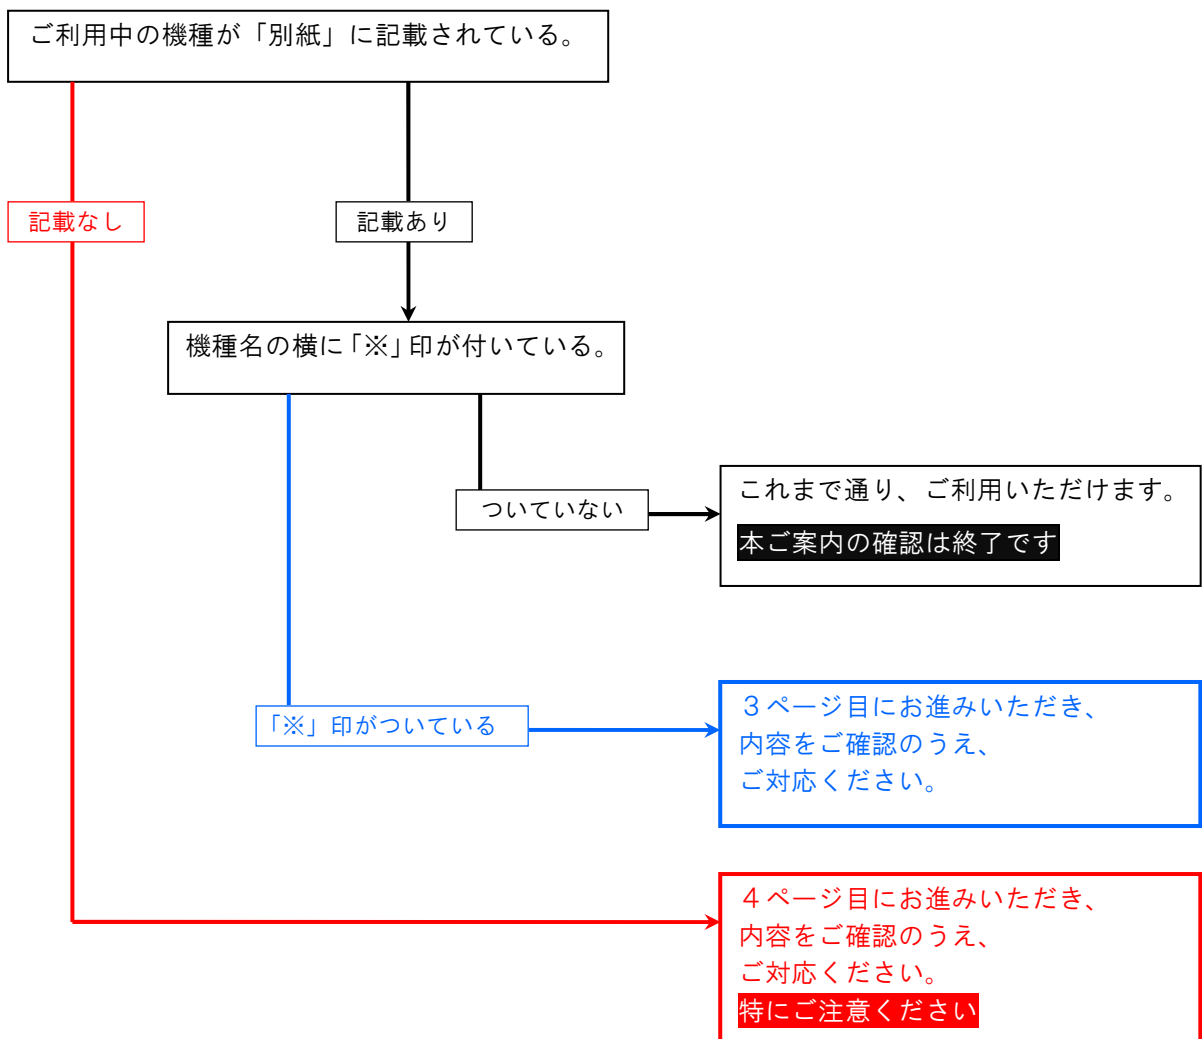 ご利用中の機種が「別紙」に記載されている。
記載なし
記載あり
機種名の横に「※」印が付いている。
ついていない
これまで通り、ご利用いただけます。
本ご案内の確認は終了です
「※」印がついている
３ページ目にお進みいただき、
内容をご確認のうえ、
ご対応ください。
４ページ目にお進みいただき、
内容をご確認のうえ、
ご対応ください。
特にご注意ください